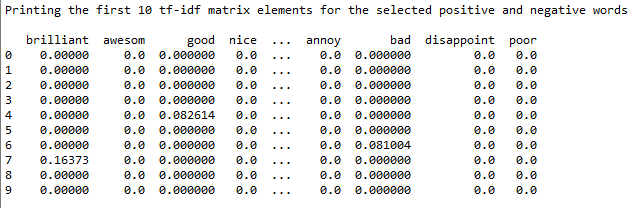 Printing the first 10 tf-idf matrix elements for the selected positive and negative words
brilliant awesom good nice ... annoy bad disappoint poor
0 0.00000 0.0 0.000000 0.0 ... 0.0 0.000000 0.0 0.0
1 0.00000 0.0 0.000000 0.0 ... 0.0 0.000000 0.0 0.0
2 0.00000 0.0 0.000000 0.0 ... 0.0 0.000000 0.0 0.0
3 0.00000 0.0 0.000000 0.0 ... 0.0 0.000000 0.0 0.0
4 0.00000 0.0 0.082614 0.0 ... 0.0 0.000000 0.0 0.0
5 0.00000 0.0 0.000000 0.0 ... 0.0 0.000000 0.0 0.0
6 0.00000 0.0 0.000000 0.0 ... 0.0 0.081004 0.0 0.0
7 0.16373 0.0 0.000000 0.0 ... 0.0 0.000000 0.0 0.0
8 0.00000 0.0 0.000000 0.0 ... 0.0 0.000000 0.0 0.0
9 0.00000 0.0 0.000000 0.0 ... 0.0 0.000000 0.0 0.0